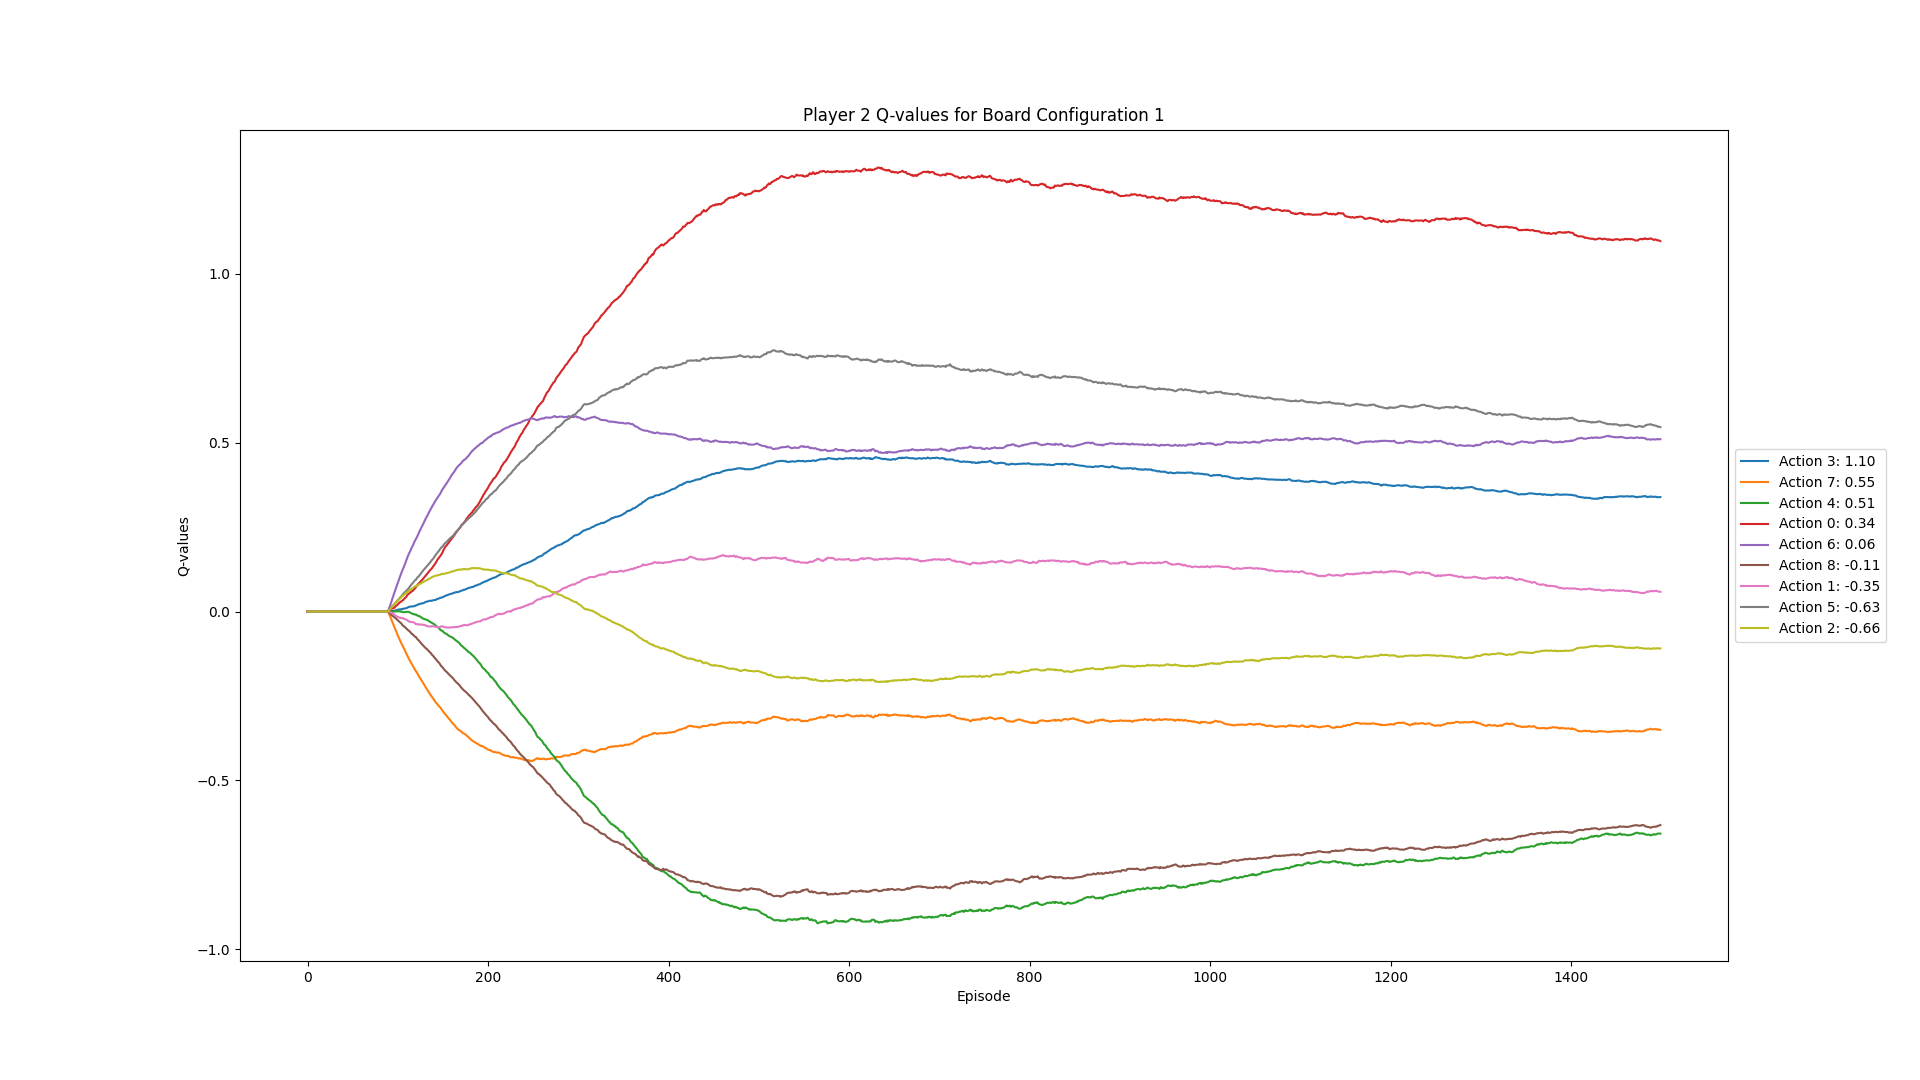 Player 2 Q-values for Board Configuration 1
Q-values
1.0
0.5
0.0
−0.5
−1.0
0
200
400
600
800
1000
1200
1400
Episode
Action 3: 1.10
Action 7: 0.55
Action 4: 0.51
Action 0: 0.34
Action 6: 0.06
Action 8: -0.11
Action 1: -0.35
Action 5: -0.63
Action 2: -0.66